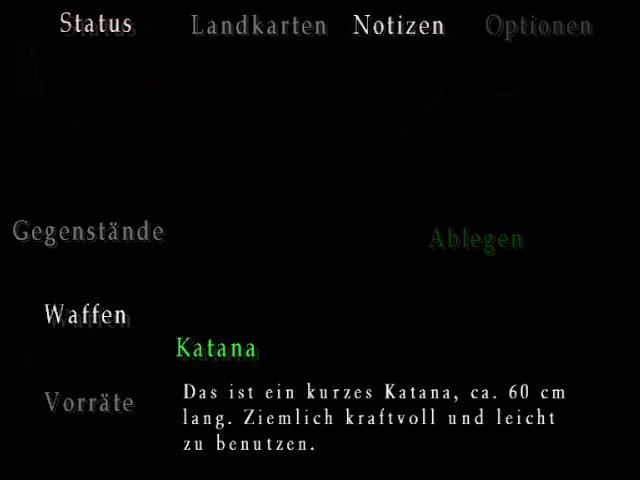 Status Landkarten Notizen Optionen
Gegenstände
Ablegen
Waffen
Katana
Vorräte
Das ist ein kurzes Katana, ca. 60 cm
lang. Ziemlich kraftvoll und leicht
zu benutzen.